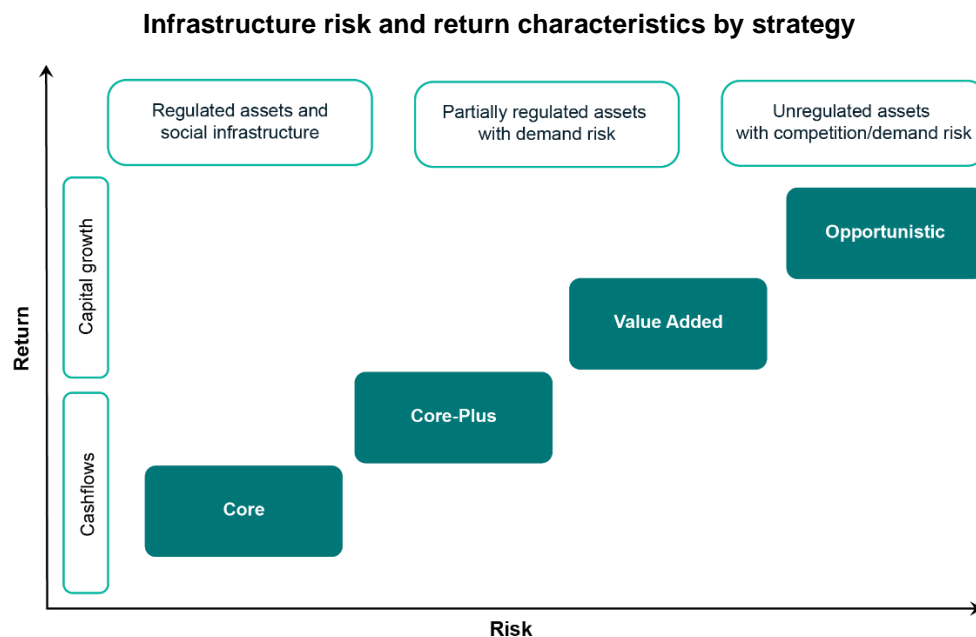 Infrastructure risk and return characteristics by strategy
Regulated assets and
social infrastructure
Partially regulated assets
with demand risk
Unregulated assets
with competition/demand risk
Return
Capital growth
Cashflows
Opportunistic
Value Added
Core-Plus
Core
Risk